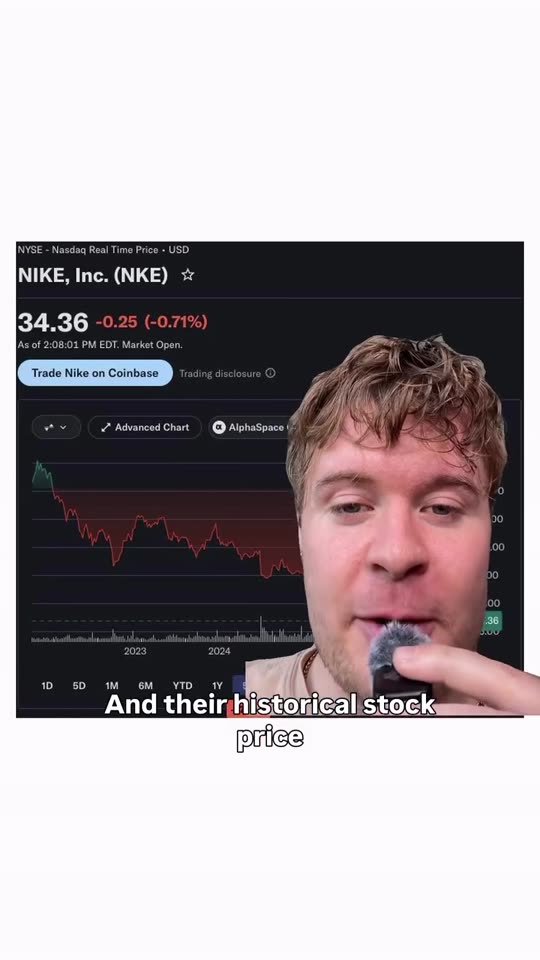 NYSE - Nasdaq Real Time Price • USD
NIKE, Inc. (NKE)
34.36 -0.25 (-0.71%)
As of 2:08:01 PM EDT. Market Open.
Trade Nike on Coinbase Trading disclosure
Advanced Chart AlphaSpace
2023 2024
1D 5D 1M 6M YTD 1Y
And their historical stock
price